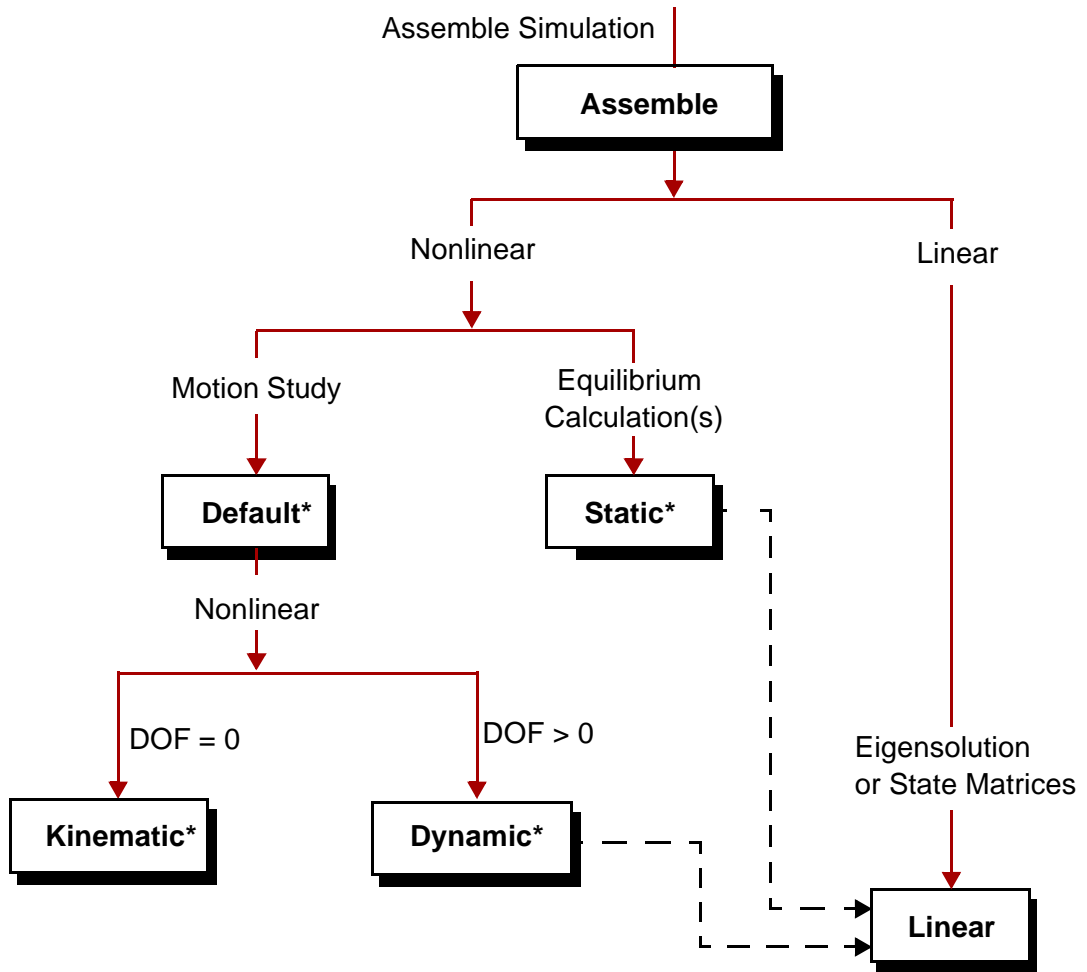 Assemble Simulation
Assemble
Nonlinear
Linear
Motion Study
Equilibrium
Calculation(s)
Default*
Static*
Nonlinear
DOF = 0
DOF > 0
Eigensolution
or State Matrices
Kinematic*
Dynamic*
Linear